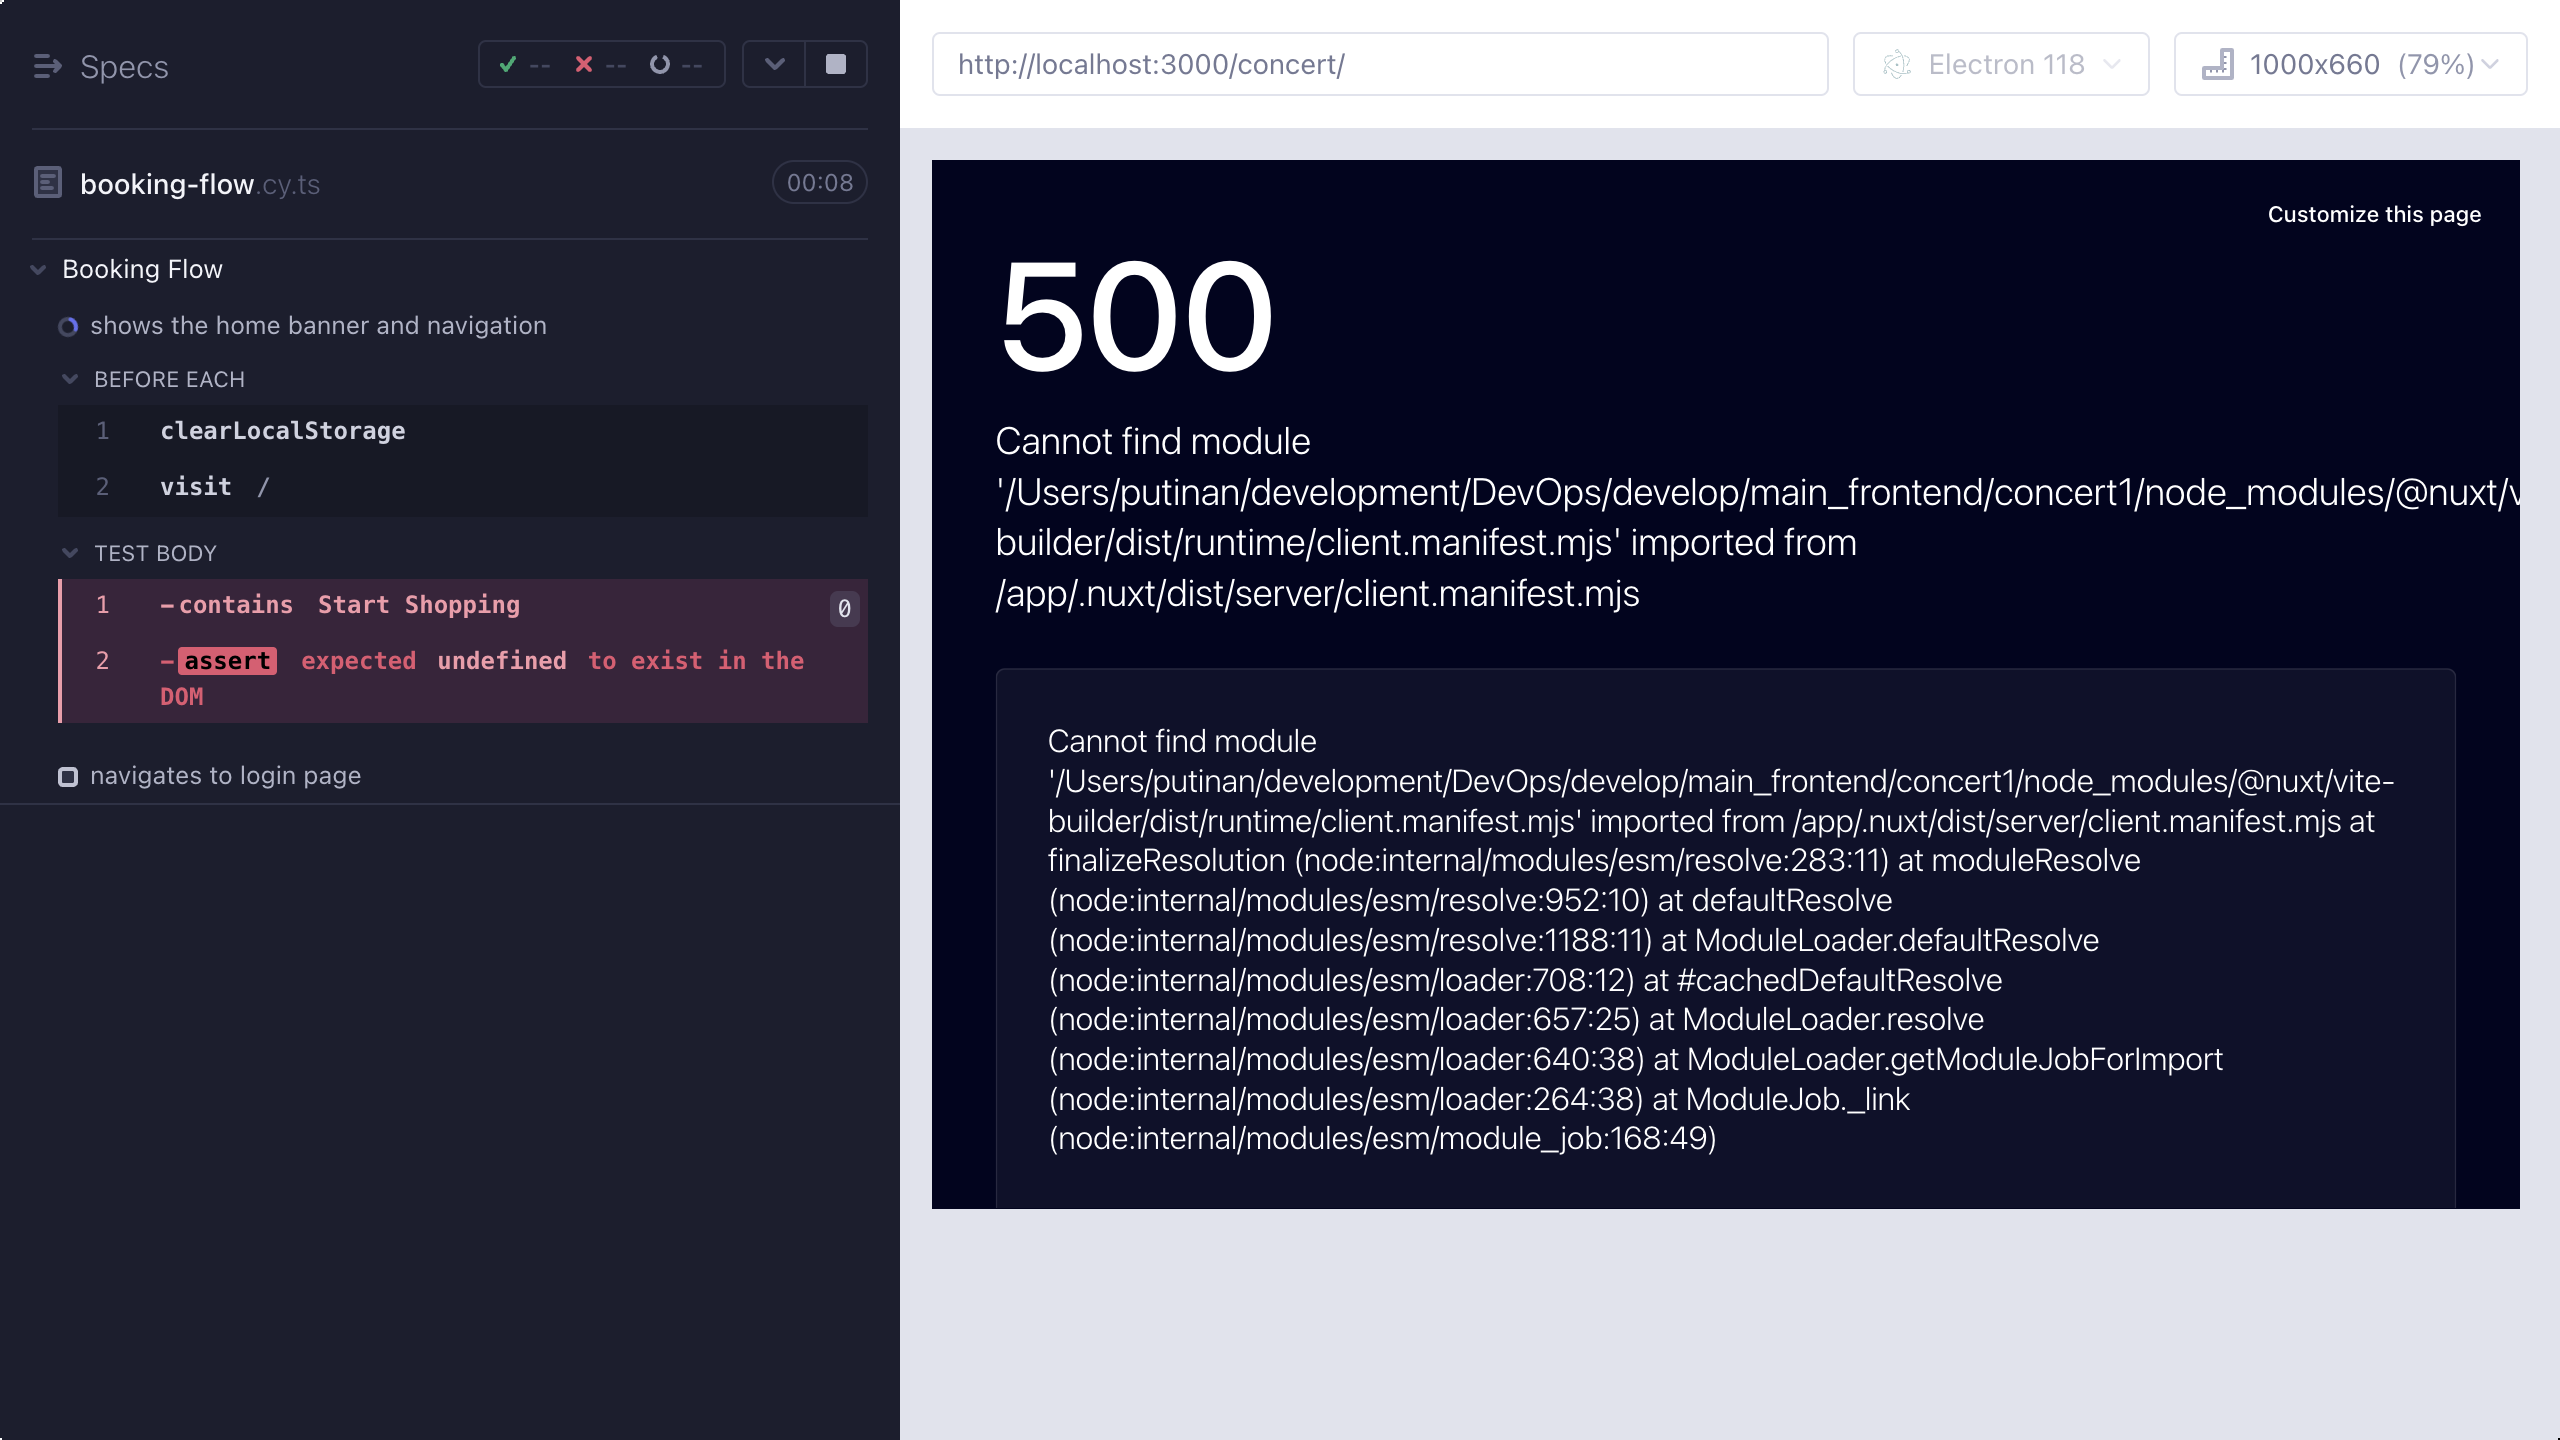 Specs
-- -- --
booking-flow.cy.ts
00:08
Booking Flow
shows the home banner and navigation
BEFORE EACH
1 clearLocalStorage
2 visit /
TEST BODY
1 -contains Start Shopping 0
2 -assert expected undefined to exist in the
DOM
navigates to login page
http://localhost:3000/concert/
Electron 118
1000x660 (79%)
Customize this page
500
Cannot find module
'/Users/putinan/development/DevOps/develop/main_frontend/concert1/node_modules/@nuxt/v
builder/dist/runtime/client.manifest.mjs' imported from
/app/.nuxt/dist/server/client.manifest.mjs
Cannot find module
'/Users/putinan/development/DevOps/develop/main_frontend/concert1/node_modules/@nuxt/vite-
builder/dist/runtime/client.manifest.mjs' imported from /app/.nuxt/dist/server/client.manifest.mjs at
finalizeResolution (node:internal/modules/esm/resolve:283:11) at moduleResolve
(node:internal/modules/esm/resolve:952:10) at defaultResolve
(node:internal/modules/esm/resolve:1188:11) at ModuleLoader.defaultResolve
(node:internal/modules/esm/loader:708:12) at #cachedDefaultResolve
(node:internal/modules/esm/loader:657:25) at ModuleLoader.resolve
(node:internal/modules/esm/loader:640:38) at ModuleLoader.getModuleJobForImport
(node:internal/modules/esm/loader:264:38) at ModuleJob._link
(node:internal/modules/esm/module_job:168:49)